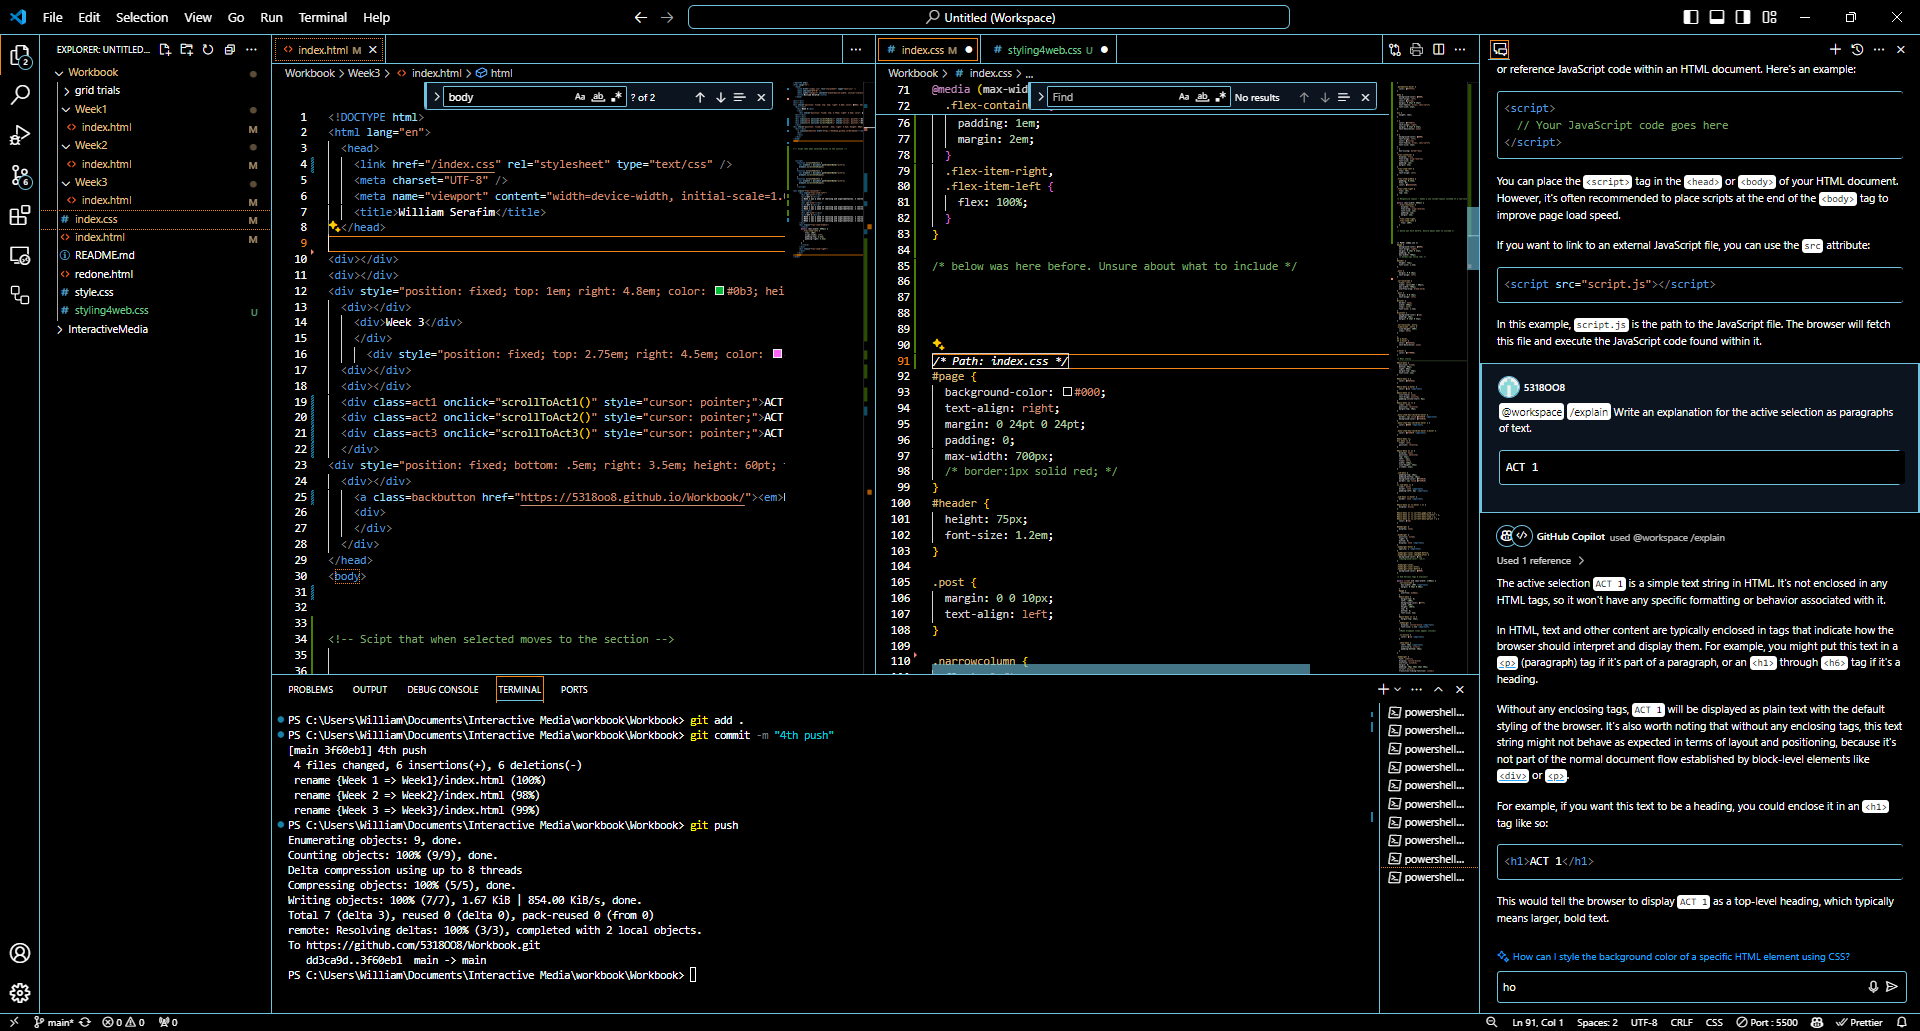 File Edit Selection View Go Run Terminal Help
Untitled (Workspace)
EXPLORER: UNTITLED...
Workbook
grid trials
Week1
index.html M
Week2
index.html M
Week3
index.html M
index.css M
index.html M
README.md
redone.html
style.css
styling4web.css U
InteractiveMedia
2
6
index.html M
Workbook > Week3 > index.html > html
body
Aa ab
? of 2
1 <!DOCTYPE html>
2 <html lang="en">
3 <head>
4 <link href="/index.css" rel="stylesheet" type="text/css" />
5 <meta charset="UTF-8" />
6 <meta name="viewport" content="width=device-width, initial-scale=1.
7 <title>William Serafim</title>
8 </head>
9
10 <div></div>
11 <div></div>
12 <div style="position: fixed; top: 1em; right: 4.8em; color: #0b3; hei
13 <div></div>
14 <div>Week 3</div>
15 </div>
16 <div style="position: fixed; top: 2.75em; right: 4.5em; color:
17 <div></div>
18 <div></div>
19 <div class=act1 onclick="scrollToAct1()" style="cursor: pointer;">ACT
20 <div class=act2 onclick="scrollToAct2()" style="cursor: pointer;">ACT
21 <div class=act3 onclick="scrollToAct3()" style="cursor: pointer;">ACT
22 </div>
23 <div style="position: fixed; bottom: .5em; right: 3.5em; height: 60pt;
24 <div></div>
25 <a class=backbutton href="https://5318oo8.github.io/Workbook/"><em>
26 <div>
27 </div>
28 </div>
29 </head>
30 <body>
31
32
33
34 <!-- Scipt that when selected moves to the section -->
35
36
index.css M
styling4web.css U
Workbook > index.css > ...
Find
Aa ab
No results
71 @media (max-wid
72 .flex-contain
76 padding: 1em;
77 margin: 2em;
78 }
79 .flex-item-right,
80 .flex-item-left {
81 flex: 100%;
82 }
83 }
84
85 /* below was here before. Unsure about what to include */
86
87
88
89
90
91 /* Path: index.css */
92 #page {
93 background-color: #000;
94 text-align: right;
95 margin: 0 24pt 0 24pt;
96 padding: 0;
97 max-width: 700px;
98 /* border:1px solid red; */
99 }
100 #header {
101 height: 75px;
102 font-size: 1.2em;
103 }
104
105 .post {
106 margin: 0 0 10px;
107 text-align: left;
108 }
109
110 .narrowcolumn {
PROBLEMS OUTPUT DEBUG CONSOLE TERMINAL PORTS
PS C:\Users\William\Documents\Interactive Media\workbook\Workbook> git add .
PS C:\Users\William\Documents\Interactive Media\workbook\Workbook> git commit -m "4th push"
[main 3f60eb1] 4th push
4 files changed, 6 insertions(+), 6 deletions(-)
rename {Week 1 => Week1}/index.html (100%)
rename {Week 2 => Week2}/index.html (98%)
rename {Week 3 => Week3}/index.html (99%)
PS C:\Users\William\Documents\Interactive Media\workbook\Workbook> git push
Enumerating objects: 9, done.
Counting objects: 100% (9/9), done.
Delta compression using up to 8 threads
Compressing objects: 100% (5/5), done.
Writing objects: 100% (7/7), 1.67 KiB | 854.00 KiB/s, done.
Total 7 (delta 3), reused 0 (delta 0), pack-reused 0 (from 0)
remote: Resolving deltas: 100% (3/3), completed with 2 local objects.
To https://github.com/5318OO8/Workbook.git
dd3ca9d..3f60eb1 main -> main
PS C:\Users\William\Documents\Interactive Media\workbook\Workbook>
powershell...
powershell...
powershell...
powershell...
powershell...
powershell...
powershell...
powershell...
powershell...
powershell...
or reference JavaScript code within an HTML document. Here's an example:
<script>
// Your JavaScript code goes here
</script>
You can place the <script> tag in the <head> or <body> of your HTML document.
However, it's often recommended to place scripts at the end of the <body> tag to
improve page load speed.
If you want to link to an external JavaScript file, you can use the src attribute:
<script src="script.js"></script>
In this example, script.js is the path to the JavaScript file. The browser will fetch
this file and execute the JavaScript code found within it.
5318OO8
@workspace /explain Write an explanation for the active selection as paragraphs
of text.
ACT 1
GitHub Copilot used @workspace /explain
Used 1 reference >
The active selection ACT 1 is a simple text string in HTML. It's not enclosed in any
HTML tags, so it won't have any specific formatting or behavior associated with it.
In HTML, text and other content are typically enclosed in tags that indicate how the
browser should interpret and display them. For example, you might put this text in a
<p> (paragraph) tag if it's part of a paragraph, or an <h1> through <h6> tag if it's a
heading.
Without any enclosing tags, ACT 1 will be displayed as plain text with the default
styling of the browser. It's also worth noting that without any enclosing tags, this text
string might not behave as expected in terms of layout and positioning, because it's
not part of the normal document flow established by block-level elements like
<div> or <p>.
For example, if you want this text to be a heading, you could enclose it in an <h1>
tag like so:
<h1>ACT 1</h1>
This would tell the browser to display ACT 1 as a top-level heading, which typically
means larger, bold text.
How can I style the background color of a specific HTML element using CSS?
ho
main* 0 0 0
Ln 91, Col 1 Spaces: 2 UTF-8 CRLF CSS Port : 5500 Prettier